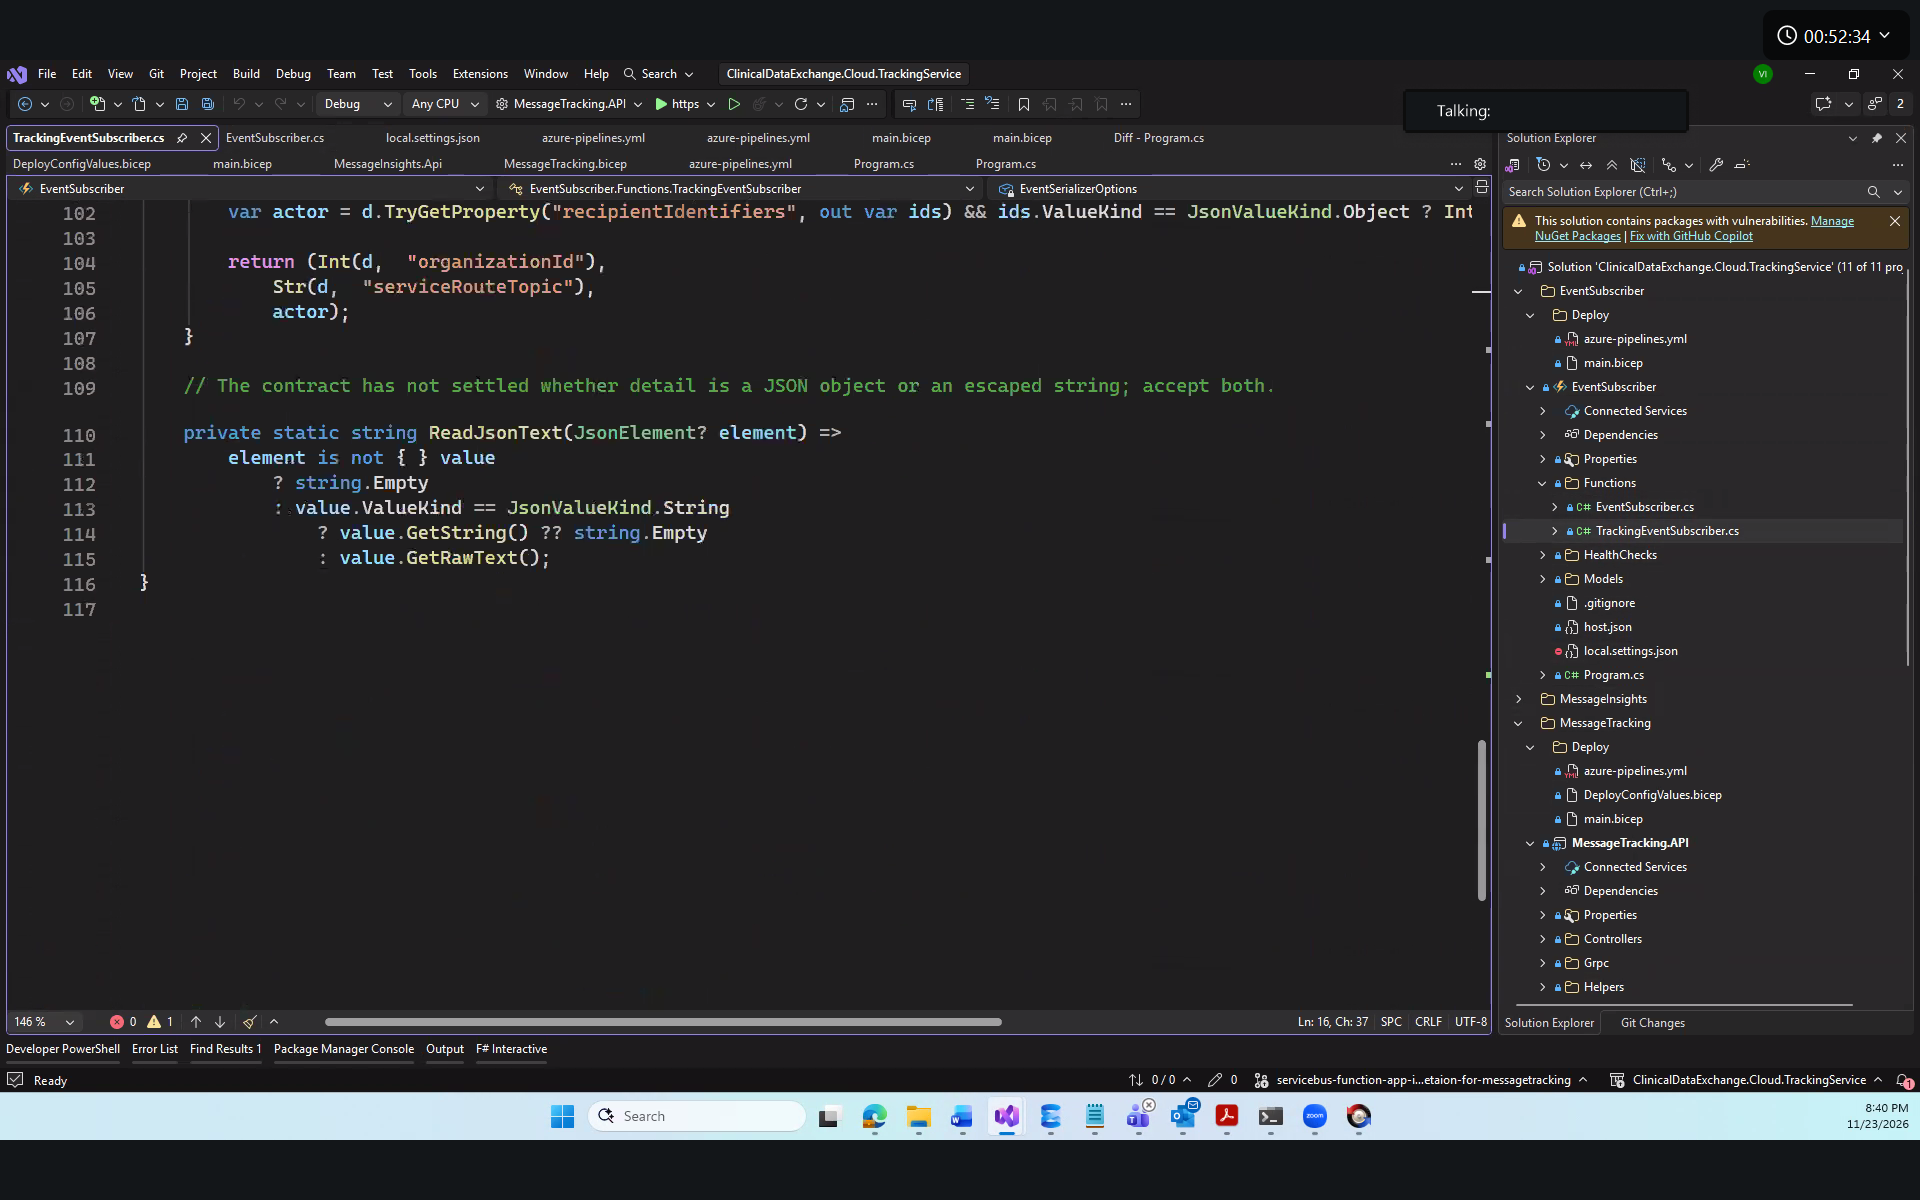 00:52:34
File Edit View Git Project Build Debug Team Test Tools Extensions Window Help Search ClinicalDataExchange.Cloud.TrackingService VI
Debug Any CPU MessageTracking.API https 2
Talking:
TrackingEventSubscriber.cs EventSubscriber.cs local.settings.json azure-pipelines.yml azure-pipelines.yml main.bicep main.bicep Diff - Program.cs
DeployConfigValues.bicep main.bicep MessageInsights.Api MessageTracking.bicep azure-pipelines.yml Program.cs Program.cs
EventSubscriber EventSubscriber.Functions.TrackingEventSubscriber EventSerializerOptions
102 var actor = d.TryGetProperty("recipientIdentifiers", out var ids) && ids.ValueKind == JsonValueKind.Object ? Int
103
104 return (Int(d, "organizationId"),
105 Str(d, "serviceRouteTopic"),
106 actor);
107 }
108
109 // The contract has not settled whether detail is a JSON object or an escaped string; accept both.
110 private static string ReadJsonText(JsonElement? element) =>
111 element is not { } value
112 ? string.Empty
113 : value.ValueKind == JsonValueKind.String
114 ? value.GetString() ?? string.Empty
115 : value.GetRawText();
116 }
117
146 % 0 1 Ln: 16, Ch: 37 SPC CRLF UTF-8
Solution Explorer
Search Solution Explorer (Ctrl+;)
This solution contains packages with vulnerabilities. Manage
NuGet Packages | Fix with GitHub Copilot
Solution 'ClinicalDataExchange.Cloud.TrackingService' (11 of 11 pro
EventSubscriber
Deploy
azure-pipelines.yml
main.bicep
EventSubscriber
Connected Services
Dependencies
Properties
Functions
C# EventSubscriber.cs
C# TrackingEventSubscriber.cs
HealthChecks
Models
.gitignore
host.json
local.settings.json
C# Program.cs
MessageInsights
MessageTracking
Deploy
azure-pipelines.yml
DeployConfigValues.bicep
main.bicep
MessageTracking.API
Connected Services
Dependencies
Properties
Controllers
Grpc
Helpers
Solution Explorer Git Changes
Developer PowerShell Error List Find Results 1 Package Manager Console Output F# Interactive
Ready 0 / 0 0 servicebus-function-app-i...etaion-for-messagetracking ClinicalDataExchange.Cloud.TrackingService 1
Search zoom
8:40 PM
11/23/2026